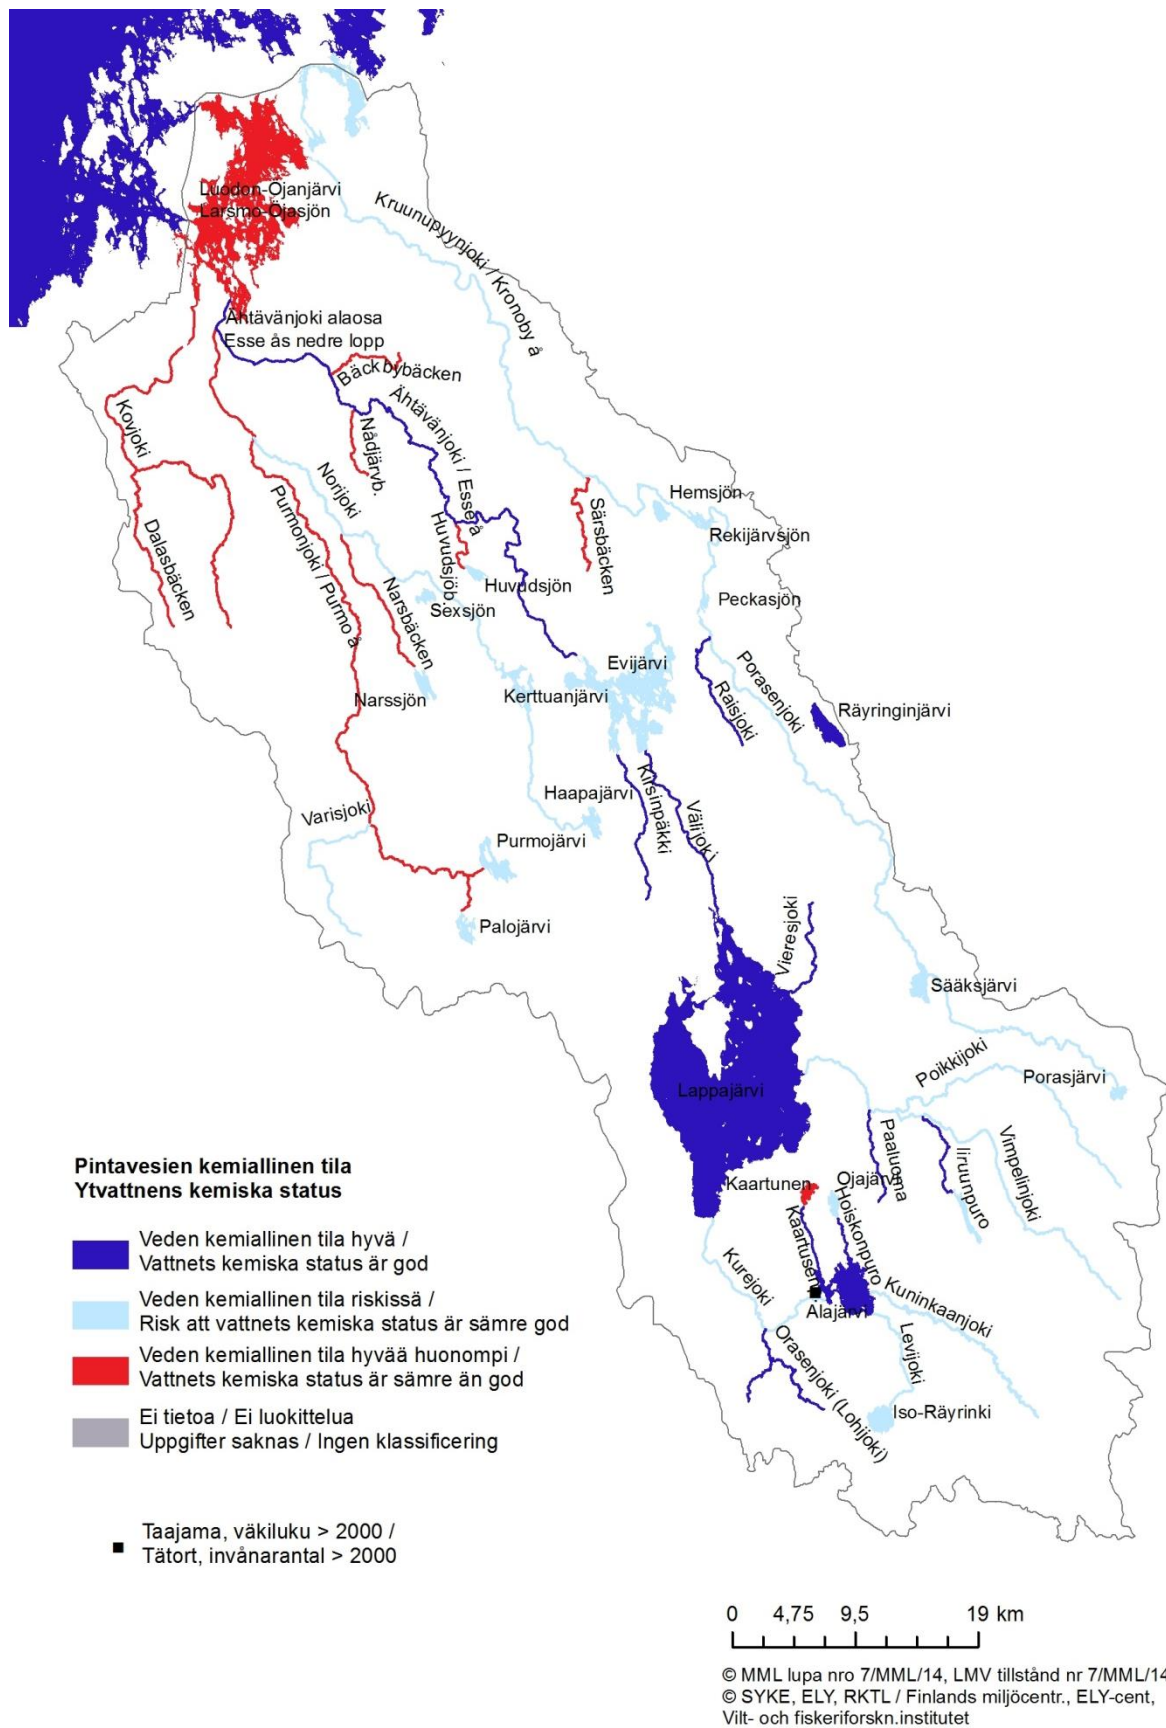 Luodon-Öjanjärvi
Larsmo-Öjasjön
Kruunupyynjoki / Kronoby å
Ähtävänjoki alaosa
Esse ås nedre lopp
Bäckbybäcken
Ähtävänjoki / Esse å
Kovjoki
Nådjärvb.
Norijoki
Purmonjoki / Purmo å
Hemsjön
Särsbäcken
Rekijärvsjön
Dalasbäcken
Huvudsjöb.
Huvudsjön
Narsbäcken
Sexsjön
Peckasjön
Evijärvi
Porasenjoki
Narssjön
Kerttuanjärvi
Raisjoki
Räyringinjärvi
Haapajärvi
Kirsinpäkki
Välijoki
Varisjoki
Purmojärvi
Palojärvi
Vieresjoki
Sääksjärvi
Poikkijoki
Lappajärvi
Porasjärvi
Paaluoma
Iiruunpuro
Vimpelinjoki
Kaartunen
Ojajärvi
Hoiskonpuro
Kaartusenj.
Kurejoki
Kuninkaanjoki
Alajärvi
Levijoki
Orasenjoki (Lohijoki)
Iso-Räyrinki
Pintavesien kemiallinen tila
Ytvattnens kemiska status
Veden kemiallinen tila hyvä /
Vattnets kemiska status är god
Veden kemiallinen tila riskissä /
Risk att vattnets kemiska status är sämre god
Veden kemiallinen tila hyvää huonompi /
Vattnets kemiska status är sämre än god
Ei tietoa / Ei luokittelua
Uppgifter saknas / Ingen klassificering
Taajama, väkiluku > 2000 /
Tätort, invånarantal > 2000
0 4,75 9,5 19 km
© MML lupa nro 7/MML/14, LMV tillstånd nr 7/MML/14
© SYKE, ELY, RKTL / Finlands miljöcentr., ELY-cent,
Vilt- och fiskeriforskn.institutet